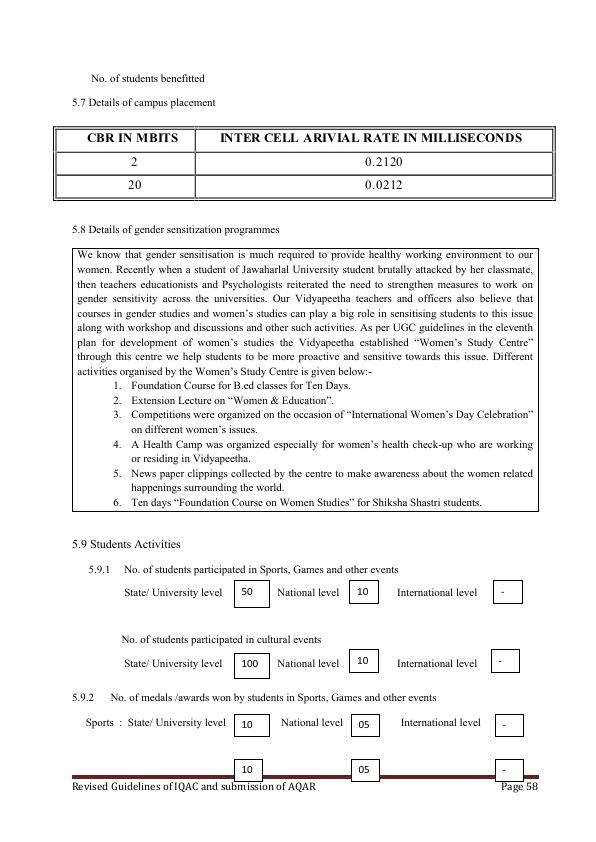 No. of students benefitted
5.7 Details of campus placement
CBR IN MBITS INTER CELL ARIVIAL RATE IN MILLISECONDS
2 0.2120
20 0.0212
5.8 Details of gender sensitization programmes
We know that gender sensitisation is much required to provide healthy working environment to our
women. Recently when a student of Jawaharlal University student brutally attacked by her classmate,
then teachers educationists and Psychologists reiterated the need to strengthen measures to work on
gender sensitivity across the universities. Our Vidyapeetha teachers and officers also believe that
courses in gender studies and women’s studies can play a big role in sensitising students to this issue
along with workshop and discussions and other such activities. As per UGC guidelines in the eleventh
plan for development of women’s studies the Vidyapeetha established “Women’s Study Centre”
through this centre we help students to be more proactive and sensitive towards this issue. Different
activities organised by the Women’s Study Centre is given below:-
1. Foundation Course for B.ed classes for Ten Days.
2. Extension Lecture on “Women & Education”.
3. Competitions were organized on the occasion of “International Women’s Day Celebration”
on different women’s issues.
4. A Health Camp was organized especially for women’s health check-up who are working
or residing in Vidyapeetha.
5. News paper clippings collected by the centre to make awareness about the women related
happenings surrounding the world.
6. Ten days “Foundation Course on Women Studies” for Shiksha Shastri students.
5.9 Students Activities
5.9.1 No. of students participated in Sports, Games and other events
State/ University level 50 National level 10 International level -
No. of students participated in cultural events
State/ University level 100 National level 10 International level -
5.9.2 No. of medals /awards won by students in Sports, Games and other events
Sports : State/ University level 10 National level 05 International level -
10 05 -
Revised Guidelines of IQAC and submission of AQAR Page 58